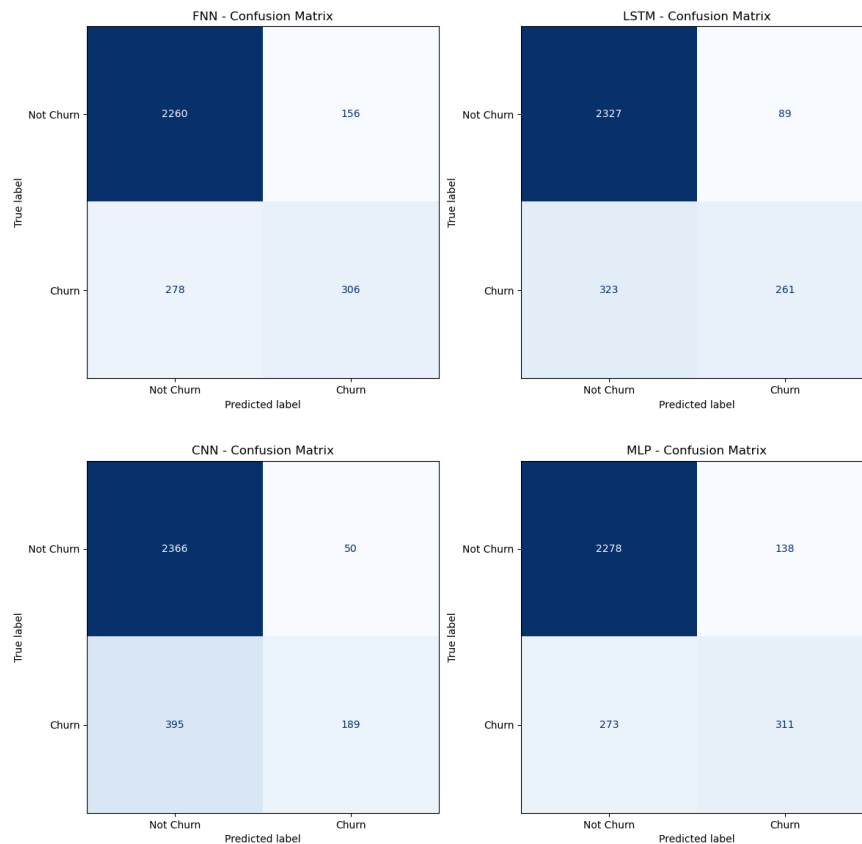 FNN - Confusion Matrix
Not Churn
2260
156
True label
Churn
278
306
Not Churn
Churn
Predicted label
LSTM - Confusion Matrix
Not Churn
2327
89
True label
Churn
323
261
Not Churn
Churn
Predicted label
CNN - Confusion Matrix
Not Churn
2366
50
True label
Churn
395
189
Not Churn
Churn
Predicted label
MLP - Confusion Matrix
Not Churn
2278
138
True label
Churn
273
311
Not Churn
Churn
Predicted label